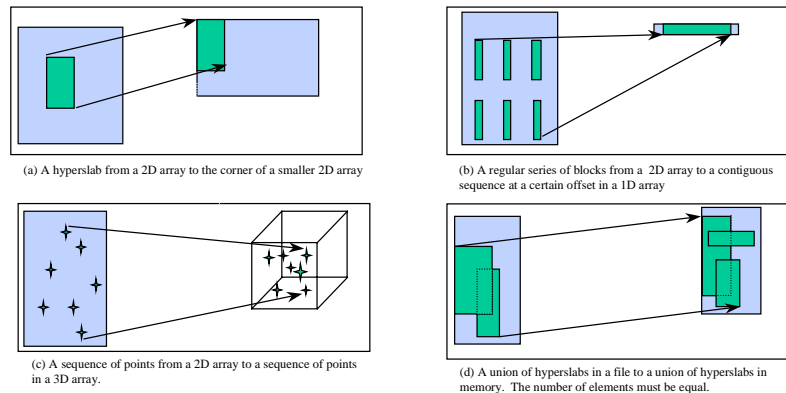 (a) A hyperslab from a 2D array to the corner of a smaller 2D array
(b) A regular series of blocks from a 2D array to a contiguous
sequence at a certain offset in a 1D array
(c) A sequence of points from a 2D array to a sequence of points
in a 3D array.
(d) A union of hyperslabs in a file to a union of hyperslabs in
memory. The number of elements must be equal.